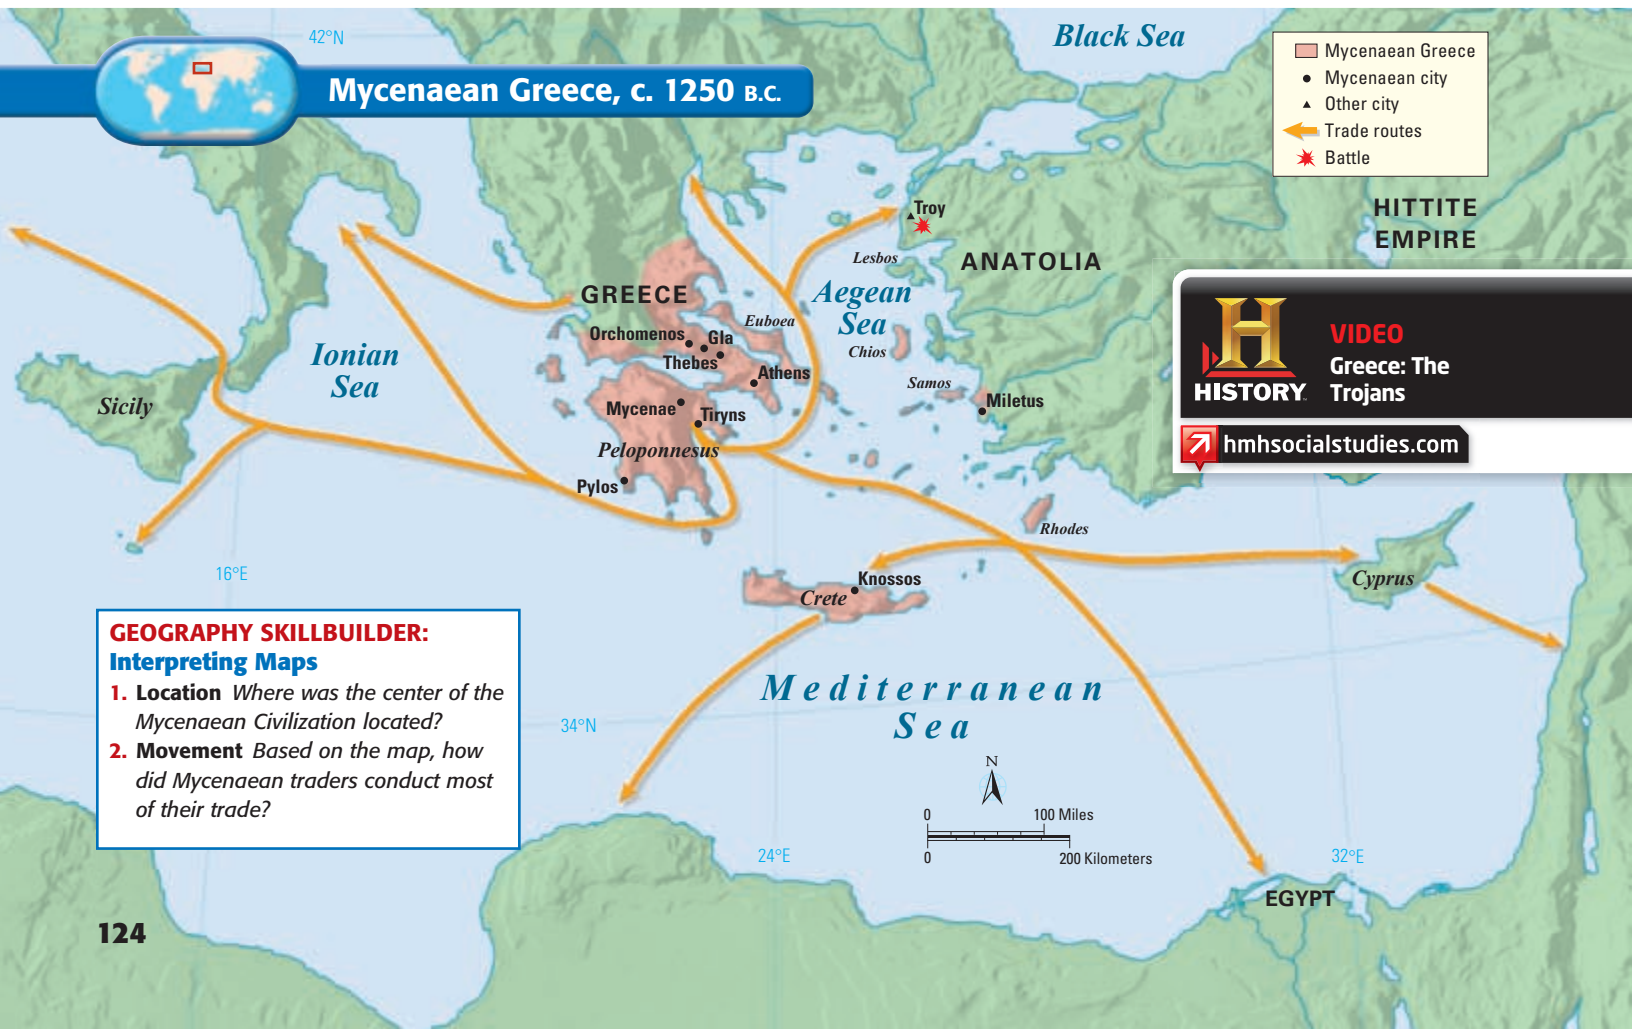 42°N
Black Sea
Mycenaean Greece, c. 1250 B.C.
Mycenaean Greece
Mycenaean city
Other city
Trade routes
Battle
HITTITE
EMPIRE
Troy
ANATOLIA
Lesbos
Aegean
Sea
GREECE
Euboea
Orchomenos
Gla
Thebes
Chios
Athens
Samos
Miletus
Ionian
Sea
Sicily
Mycenae
Tiryns
Peloponnesus
Pylos
H
HISTORY
VIDEO
Greece: The
Trojans
hmhsocialstudies.com
Rhodes
Knossos
Crete
Cyprus
16°E
GEOGRAPHY SKILLBUILDER:
Interpreting Maps
1. Location Where was the center of the
Mycenaean Civilization located?
2. Movement Based on the map, how
did Mycenaean traders conduct most
of their trade?
34°N
Mediterranean
Sea
N
0 100 Miles
0 200 Kilometers
24°E
32°E
EGYPT
124